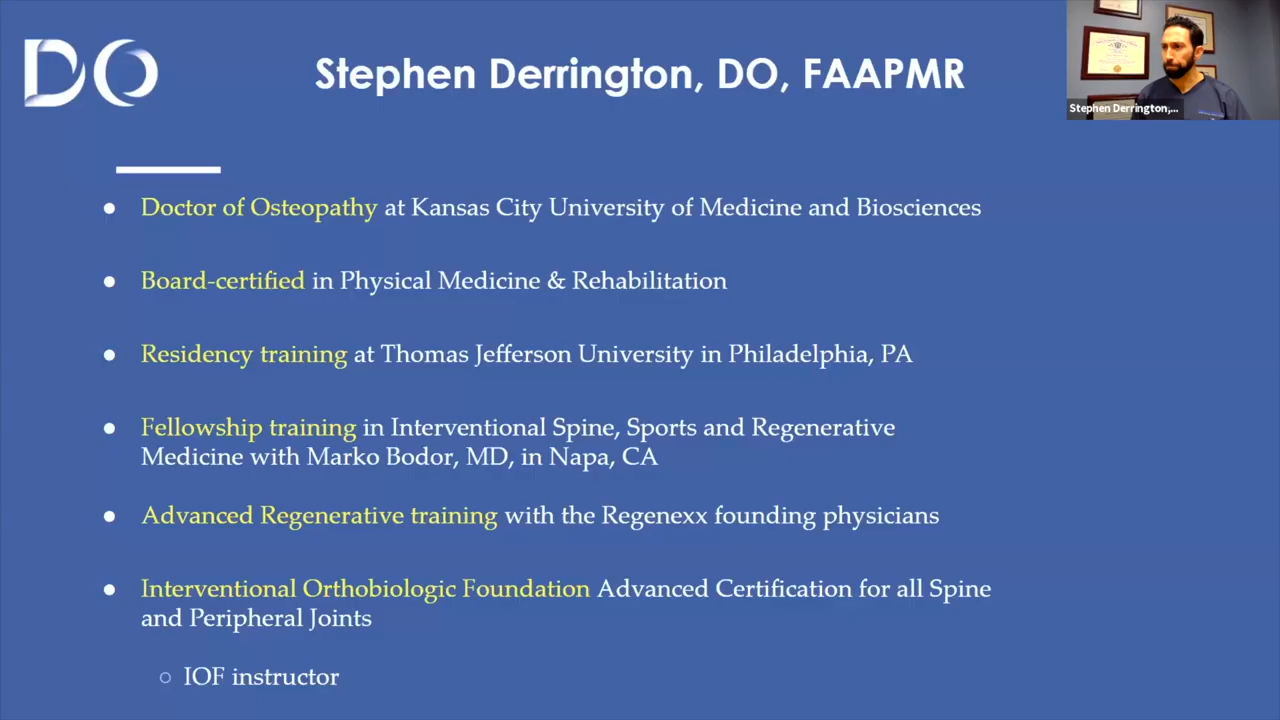 DO
Stephen Derrington, DO, FAAPMR
Stephen Derrington,...
● Doctor of Osteopathy at Kansas City University of Medicine and Biosciences
● Board-certified in Physical Medicine & Rehabilitation
● Residency training at Thomas Jefferson University in Philadelphia, PA
● Fellowship training in Interventional Spine, Sports and Regenerative
Medicine with Marko Bodor, MD, in Napa, CA
● Advanced Regenerative training with the Regenexx founding physicians
● Interventional Orthobiologic Foundation Advanced Certification for all Spine
and Peripheral Joints
○ IOF instructor